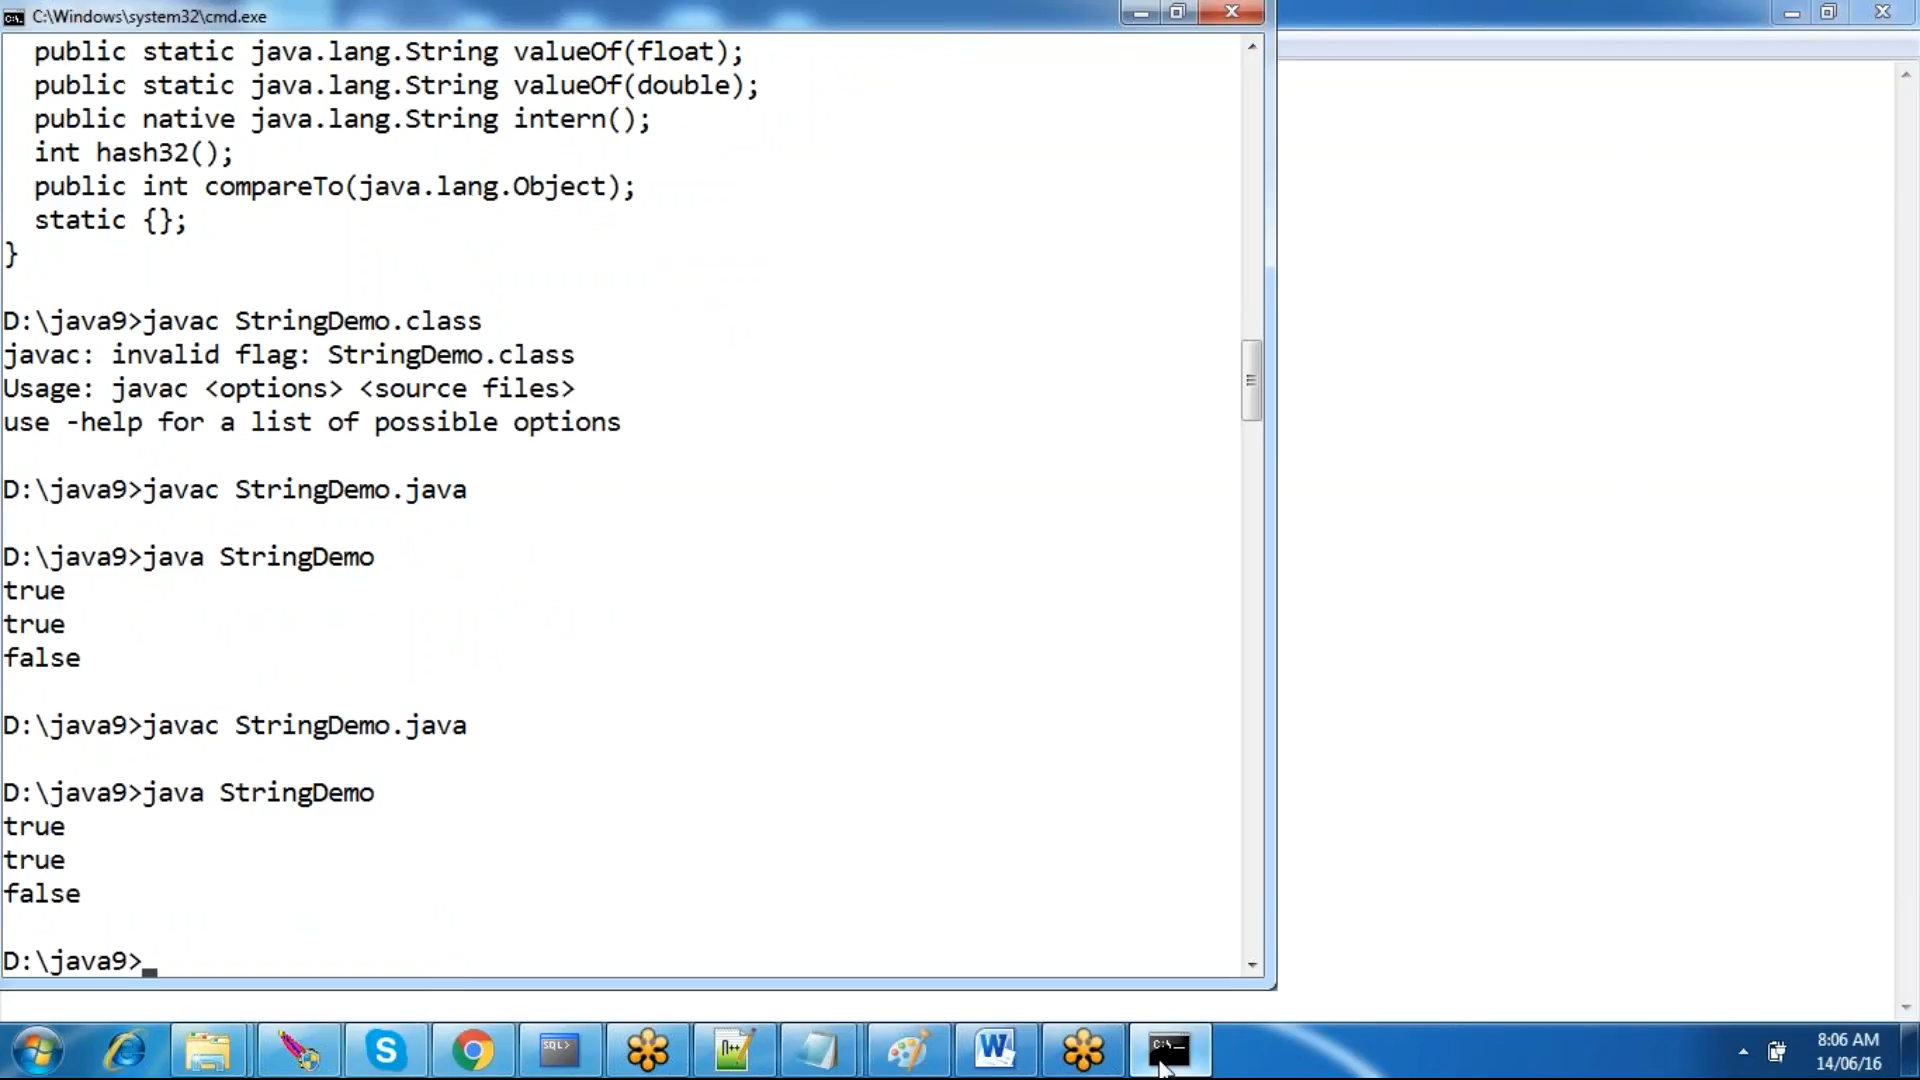 C:\Windows\system32\cmd.exe
public static java.lang.String valueOf(float);
public static java.lang.String valueOf(double);
public native java.lang.String intern();
int hash32();
public int compareTo(java.lang.Object);
static {};
}
D:\java9>javac StringDemo.class
javac: invalid flag: StringDemo.class
Usage: javac <options> <source files>
use -help for a list of possible options
D:\java9>javac StringDemo.java
D:\java9>java StringDemo
true
true
false
D:\java9>javac StringDemo.java
D:\java9>java StringDemo
true
true
false
D:\java9>_
8:06 AM
14/06/16